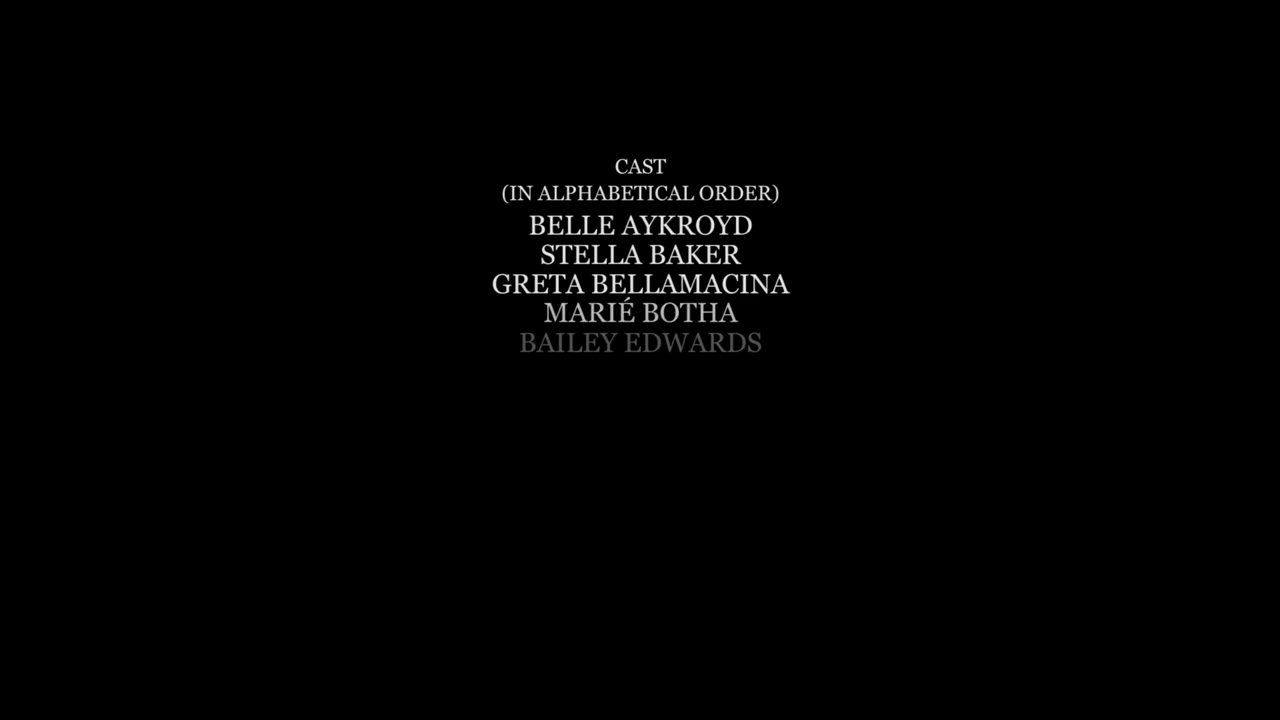 CAST
(IN ALPHABETICAL ORDER)
BELLE AYKROYD
STELLA BAKER
GRETA BELLAMACINA
MARIÉ BOTHA
BAILEY EDWARDS